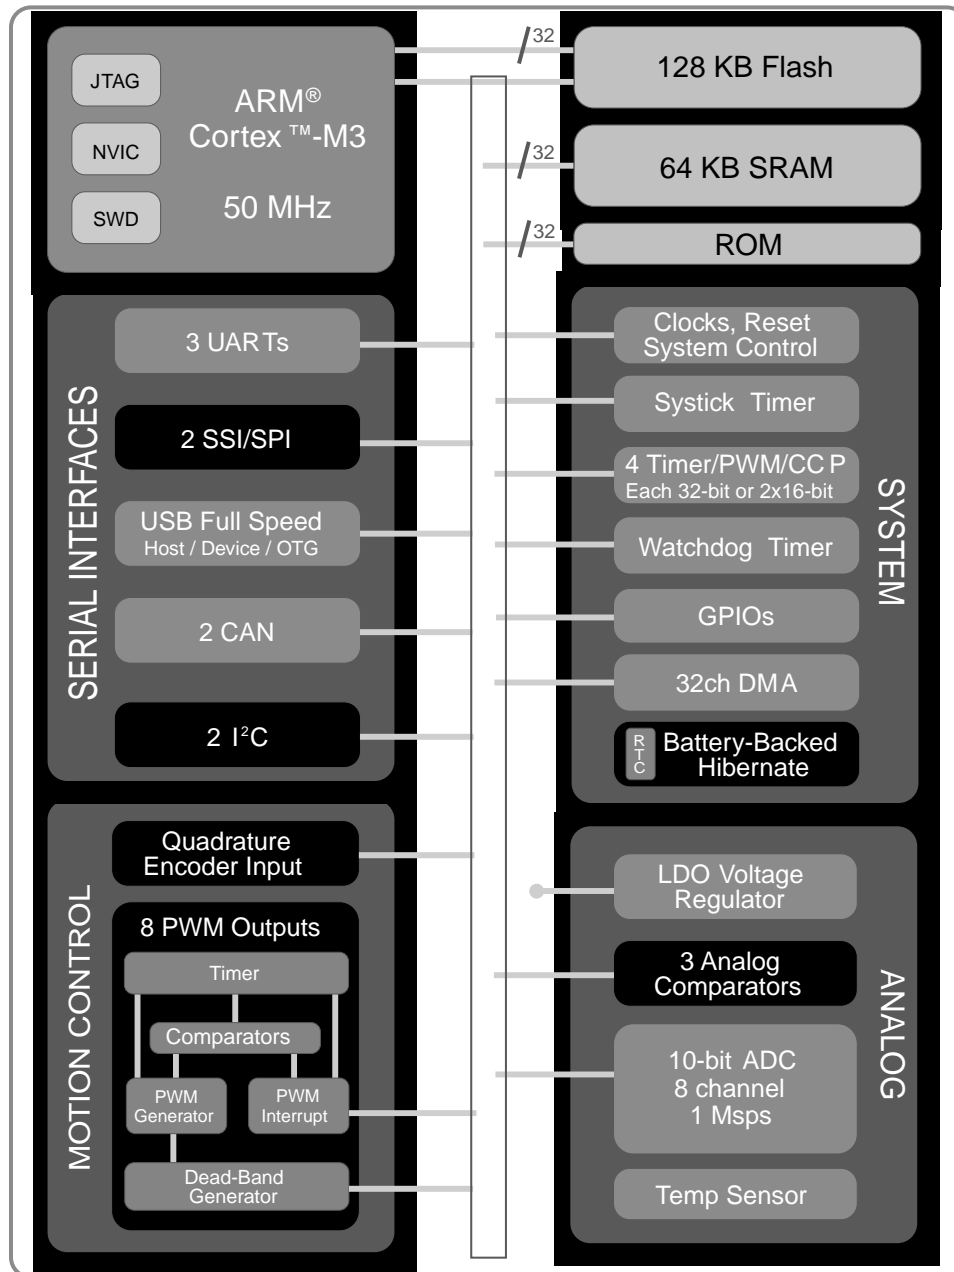 JTAG
NVIC
SWD
ARM®
Cortex™-M3
50 MHz
32
128 KB Flash
32
64 KB SRAM
32
ROM
SERIAL INTERFACES
3 UARTs
2 SSI/SPI
USB Full Speed
Host / Device / OTG
2 CAN
2 I²C
Clocks, Reset
System Control
Systick Timer
4 Timer/PWM/CCP
Each 32-bit or 2x16-bit
Watchdog Timer
GPIOs
32ch DMA
RTC
Battery-Backed
Hibernate
SYSTEM
MOTION CONTROL
Quadrature
Encoder Input
8 PWM Outputs
Timer
Comparators
PWM
Generator
PWM
Interrupt
Dead-Band
Generator
LDO Voltage
Regulator
3 Analog
Comparators
10-bit ADC
8 channel
1 Msps
Temp Sensor
ANALOG